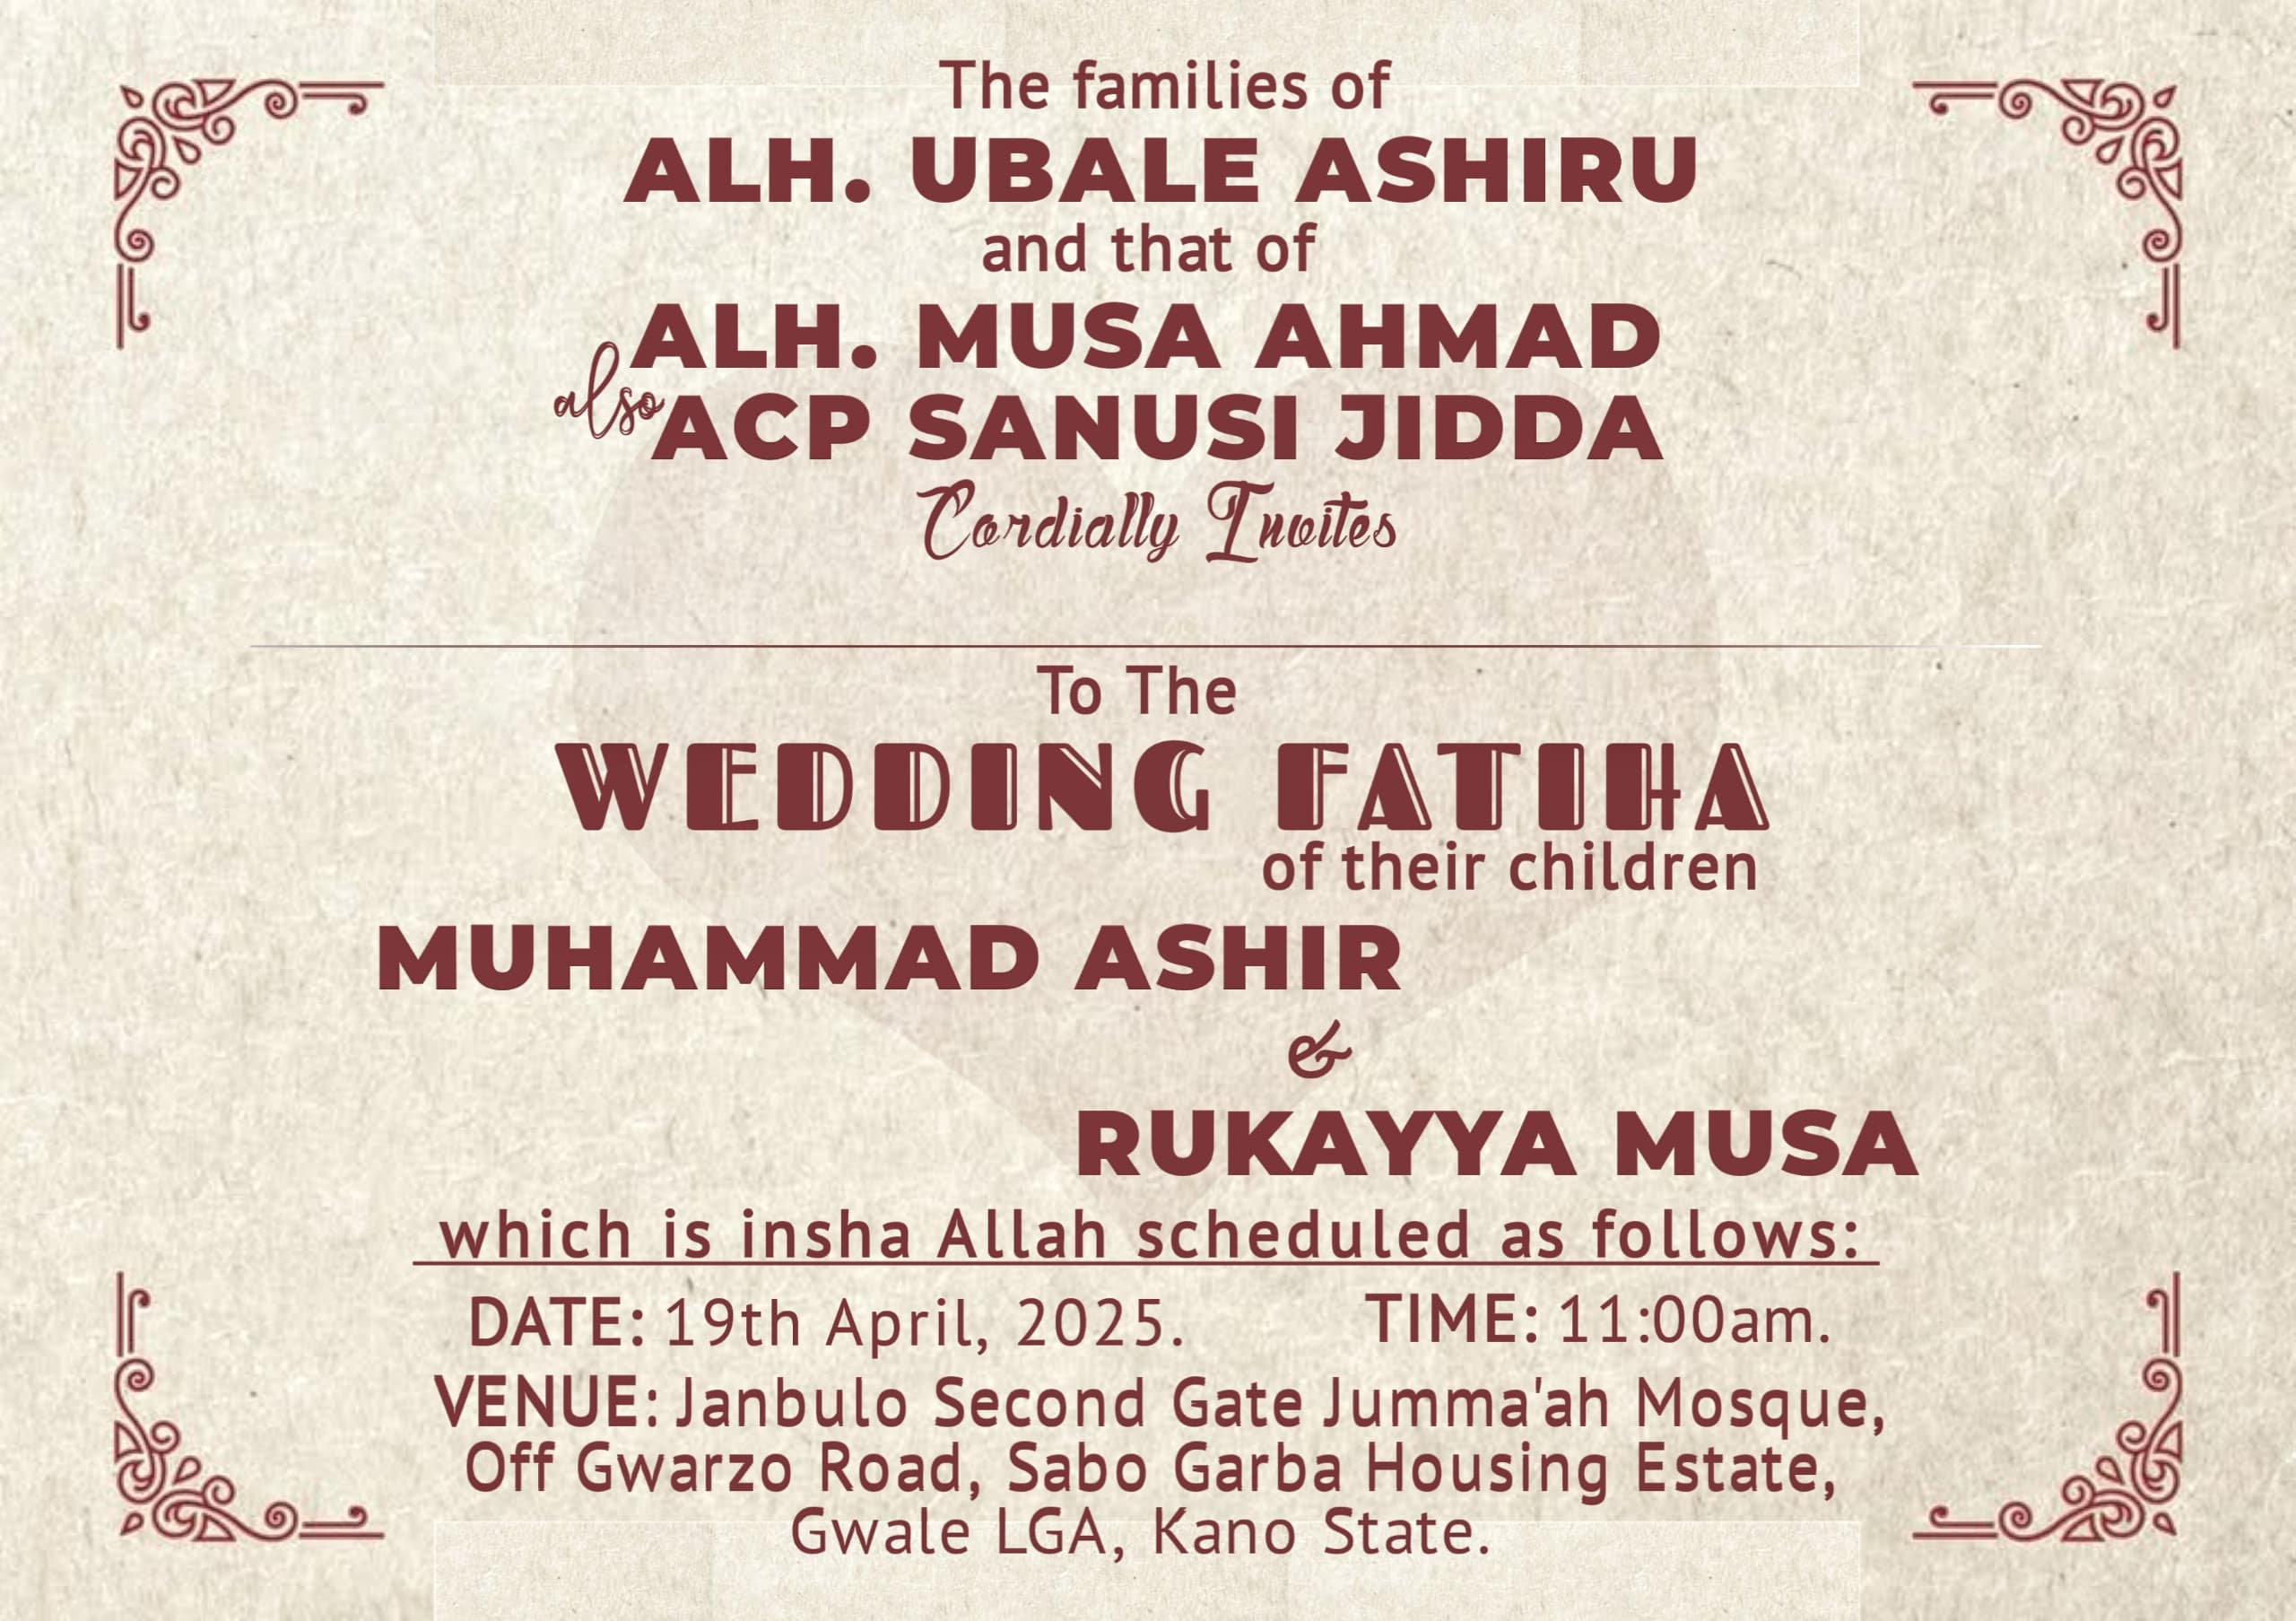 The families of
ALH. UBALE ASHIRU
and that of
ALH. MUSA AHMAD
also ACP SANUSI JIDDA
Cordially Invites
To The
WEDDING FATIHA
of their children
MUHAMMAD ASHIR
&
RUKAYYA MUSA
which is insha Allah scheduled as follows:
DATE: 19th April, 2025. TIME: 11:00am.
VENUE: Janbulo Second Gate Jumma'ah Mosque,
Off Gwarzo Road, Sabo Garba Housing Estate,
Gwale LGA, Kano State.